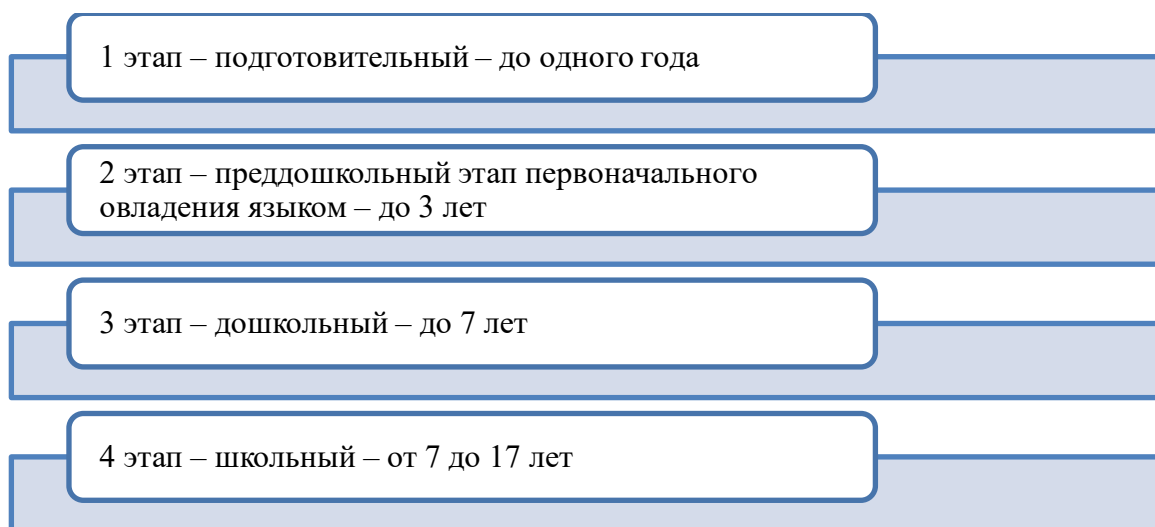 1 этап – подготовительный – до одного года
2 этап – преддошкольный этап первоначального
овладения языком – до 3 лет
3 этап – дошкольный – до 7 лет
4 этап – школьный – от 7 до 17 лет